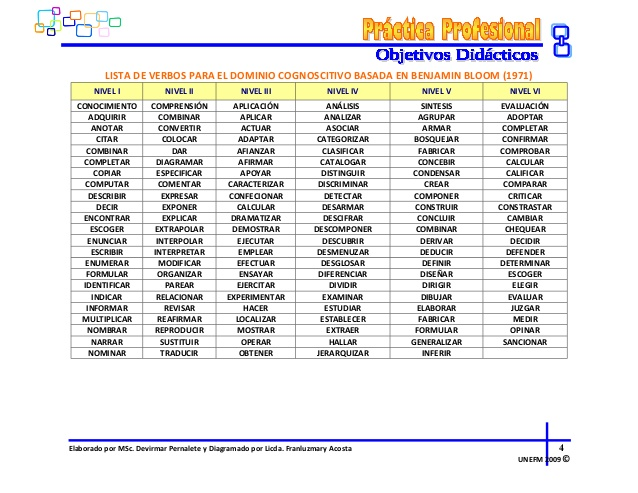 Práctica Profesional
Objetivos Didácticos
LISTA DE VERBOS PARA EL DOMINIO COGNOSCITIVO BASADA EN BENJAMIN BLOOM (1971)
NIVEL I NIVEL II NIVEL III NIVEL IV NIVEL V NIVEL VI
CONOCIMIENTO COMPRENSIÓN APLICACIÓN ANÁLISIS SINTESIS EVALUACIÓN
ADQUIRIR COMBINAR APLICAR ANALIZAR AGRUPAR ADOPTAR
ANOTAR CONVERTIR ACTUAR ASOCIAR ARMAR COMPLETAR
CITAR COLOCAR ADAPTAR CATEGORIZAR BOSQUEJAR CONFIRMAR
COMBINAR DAR AFIANZAR CLASIFICAR FABRICAR COMPROBAR
COMPLETAR DIAGRAMAR AFIRMAR CATALOGAR CONCEBIR CALCULAR
COPIAR ESPECIFICAR APOYAR DISTINGUIR CONDENSAR CALIFICAR
COMPUTAR COMENTAR CARACTERIZAR DISCRIMINAR CREAR COMPARAR
DESCRIBIR EXPRESAR CONFECIONAR DETECTAR COMPONER CRITICAR
DECIR EXPONER CALCULAR DESARMAR CONSTRUIR CONSTRASTAR
ENCONTRAR EXPLICAR DRAMATIZAR DESCIFRAR CONCLUIR CAMBIAR
ESCOGER EXTRAPOLAR DEMOSTRAR DESCOMPONER COMBINAR CHEQUEAR
ENUNCIAR INTERPOLAR EJECUTAR DESCUBRIR DERIVAR DECIDIR
ESCRIBIR INTERPRETAR EMPLEAR DESMENUZAR DEDUCIR DEFENDER
ENUMERAR MODIFICAR EFECTUAR DESGLOSAR DEFINIR DETERMINAR
FORMULAR ORGANIZAR ENSAYAR DIFERENCIAR DISEÑAR ESCOGER
IDENTIFICAR PAREAR EJERCITAR DIVIDIR DIRIGIR ELEGIR
INDICAR RELACIONAR EXPERIMENTAR EXAMINAR DIBUJAR EVALUAR
INFORMAR REVISAR HACER ESTUDIAR ELABORAR JUZGAR
MULTIPLICAR REAFIRMAR LOCALIZAR ESTABLECER FABRICAR MEDIR
NOMBRAR REPRODUCIR MOSTRAR EXTRAER FORMULAR OPINAR
NARRAR SUSTITUIR OPERAR HALLAR GENERALIZAR SANCIONAR
NOMINAR TRADUCIR OBTENER JERARQUIZAR INFERIR
Elaborado por MSc. Devirmar Pernalete y Diagramado por Licda. Franluzmary Acosta 4
UNEFM 2009 ©